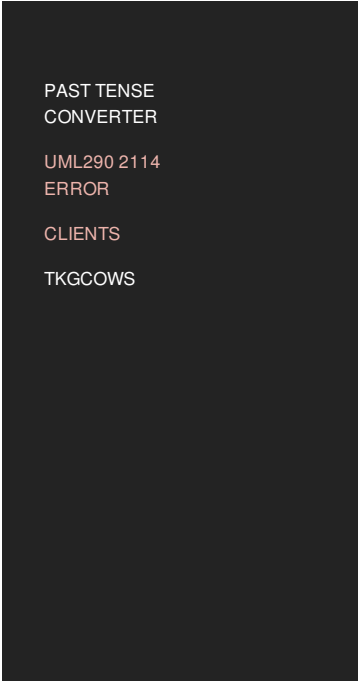 PAST TENSE
CONVERTER
UML290 2114
ERROR
CLIENTS
TKGCOWS